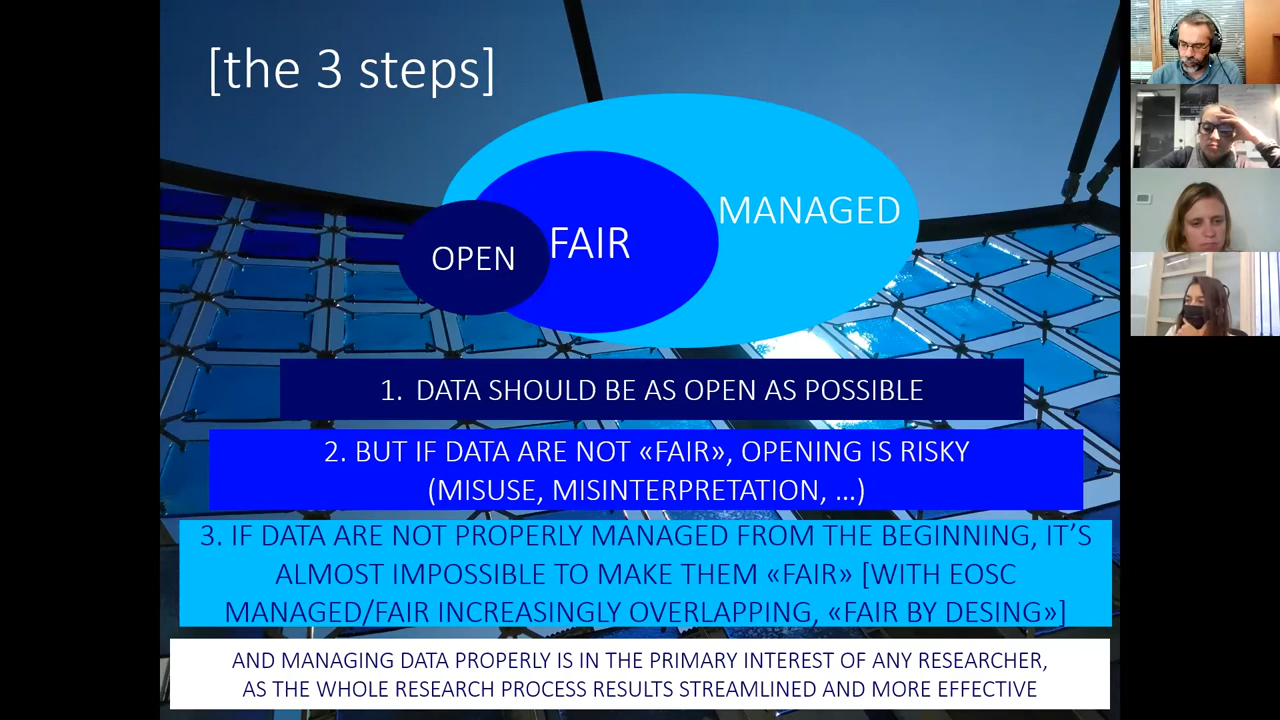 [the 3 steps]
MANAGED
FAIR
OPEN
1. DATA SHOULD BE AS OPEN AS POSSIBLE
2. BUT IF DATA ARE NOT «FAIR», OPENING IS RISKY
(MISUSE, MISINTERPRETATION, ...)
3. IF DATA ARE NOT PROPERLY MANAGED FROM THE BEGINNING, IT’S
ALMOST IMPOSSIBLE TO MAKE THEM «FAIR» [WITH EOSC
MANAGED/FAIR INCREASINGLY OVERLAPPING, «FAIR BY DESING»]
AND MANAGING DATA PROPERLY IS IN THE PRIMARY INTEREST OF ANY RESEARCHER,
AS THE WHOLE RESEARCH PROCESS RESULTS STREAMLINED AND MORE EFFECTIVE